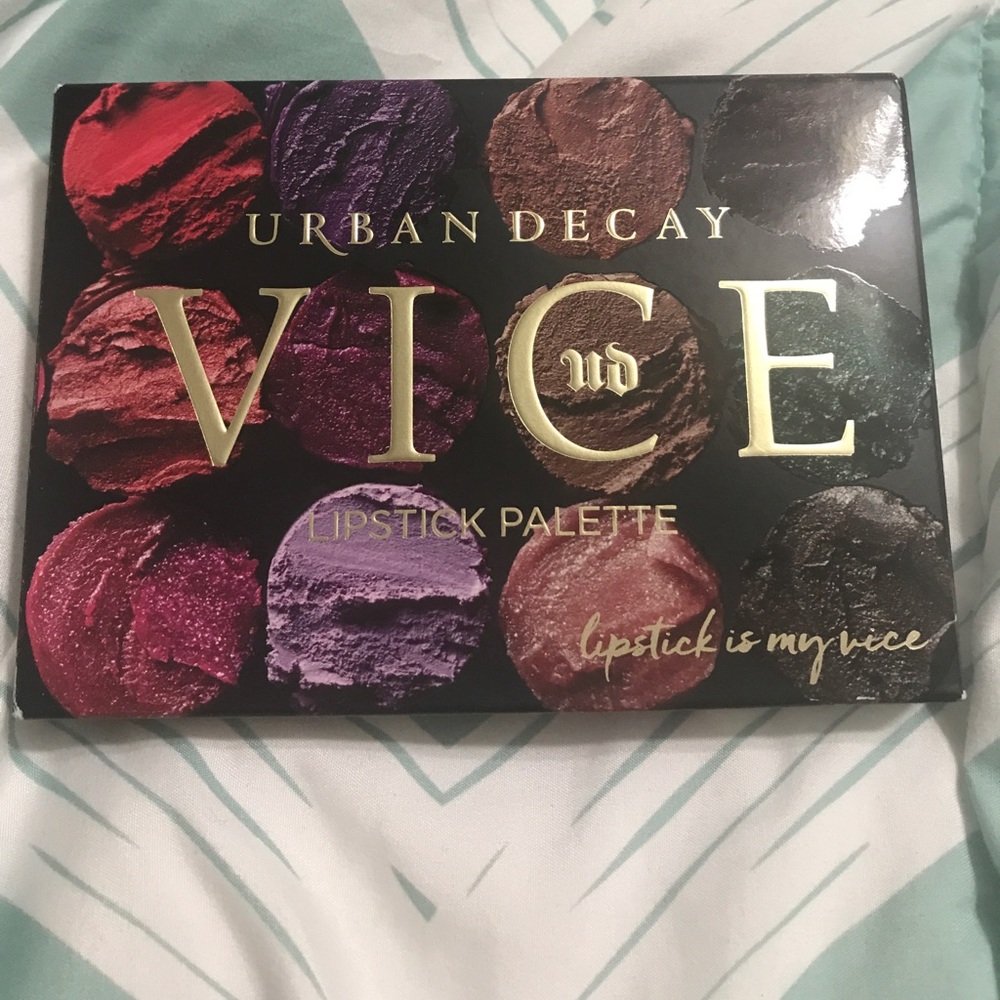 URBAN DECAY
VICE
ud
LIPSTICK PALETTE
lipstick is my vice